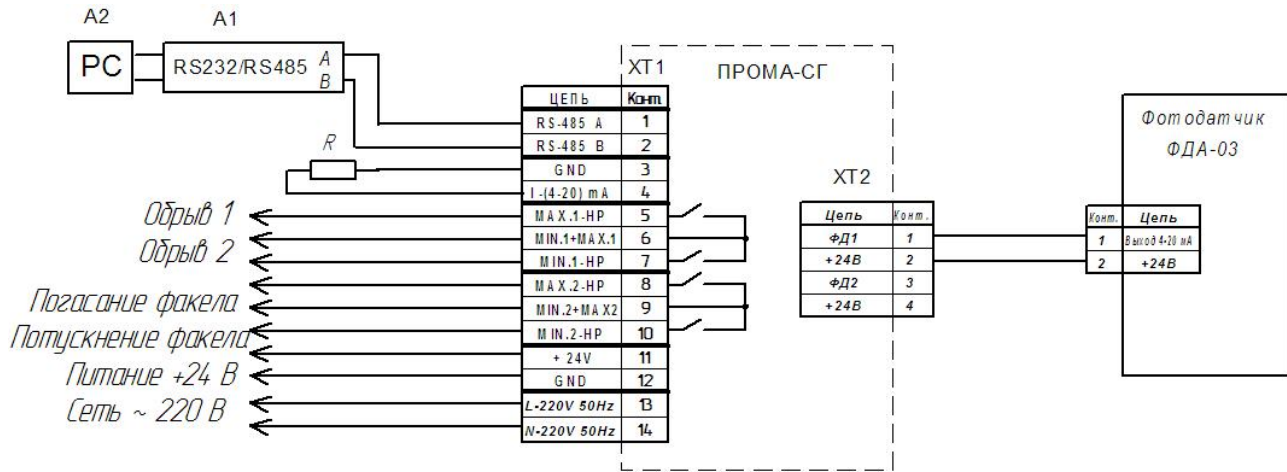 A2
A1
PC
RS232/RS485
A
B
R
XT1
ПРОМА-СГ
ЦЕПЬ Конт.
RS-485 A 1
RS-485 B 2
GND 3
I -(4-20) mA 4
MAX.1-HP 5
MIN.1+MAX.1 6
MIN.1-HP 7
MAX.2-HP 8
MIN.2+MAX2 9
MIN.2-HP 10
+ 24V 11
GND 12
L-220V 50Hz 13
N-220V 50Hz 14
Обрыв 1
Обрыв 2
Погасание факела
Потускнение факела
Питание +24 В
Сеть ~ 220 В
XT2
Цепь Конт.
ФД1 1
+24В 2
ФД2 3
+24В 4
Фотодатчик
ФДА-03
Конт. Цепь
1 Выход 4-20 мА
2 +24В